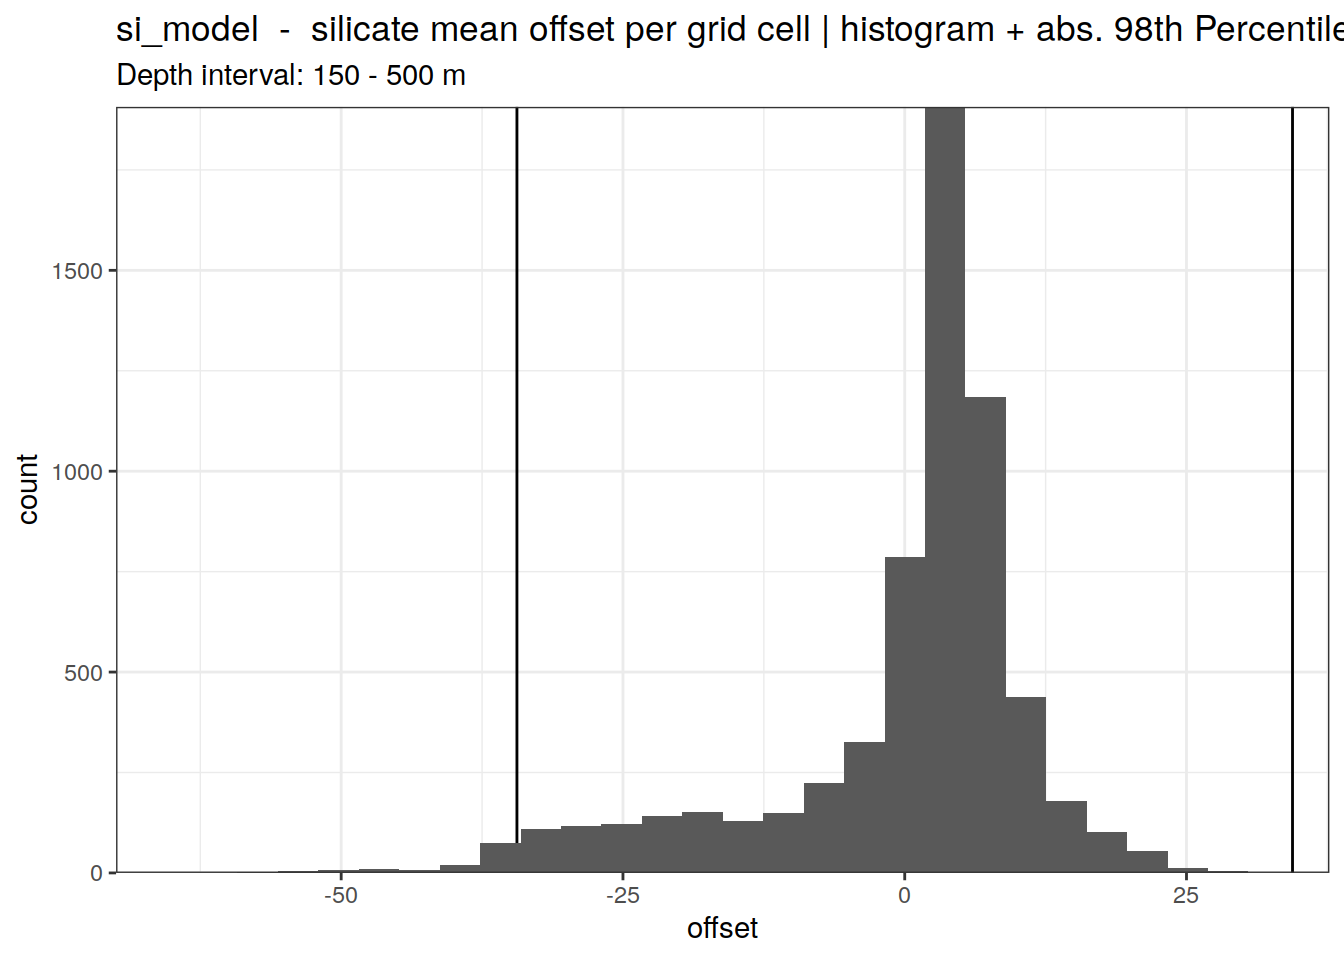 si_model  -  silicate mean offset per grid cell | histogram + abs. 98th Percentile
Depth interval: 150 - 500 m
1500
1000
500
0
count
-50
-25
0
25
offset